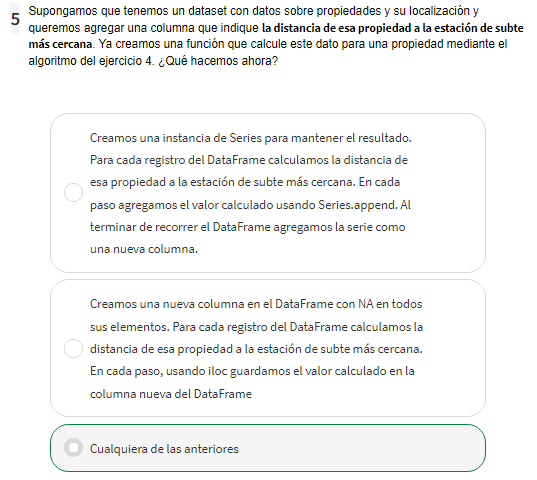 5 Supongamos que tenemos un dataset con datos sobre propiedades y su localización y
queremos agregar una columna que indique la distancia de esa propiedad a la estación de subte
más cercana. Ya creamos una función que calcule este dato para una propiedad mediante el
algoritmo del ejercicio 4. ¿Qué hacemos ahora?
Creamos una instancia de Series para mantener el resultado.
Para cada registro del DataFrame calculamos la distancia de
esa propiedad a la estación de subte más cercana. En cada
paso agregamos el valor calculado usando Series.append. Al
terminar de recorrer el DataFrame agregamos la serie como
una nueva columna.
Creamos una nueva columna en el DataFrame con NA en todos
sus elementos. Para cada registro del DataFrame calculamos la
distancia de esa propiedad a la estación de subte más cercana.
En cada paso, usando iloc guardamos el valor calculado en la
columna nueva del DataFrame
Cualquiera de las anteriores